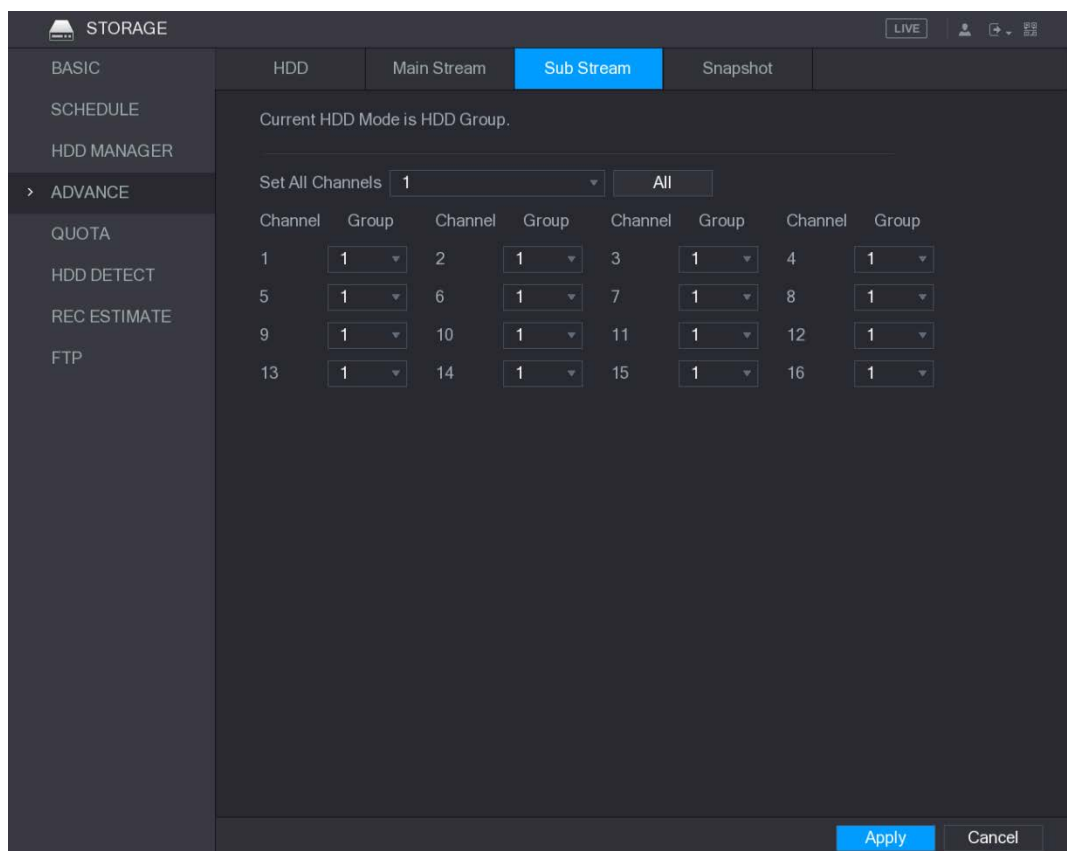 STORAGE LIVE
BASIC HDD Main Stream Sub Stream Snapshot
SCHEDULE
Current HDD Mode is HDD Group.
HDD MANAGER
> ADVANCE
Set All Channels 1 All
QUOTA
Channel Group Channel Group Channel Group Channel Group
HDD DETECT
1 1 2 1 3 1 4 1
REC ESTIMATE
5 1 6 1 7 1 8 1
FTP
9 1 10 1 11 1 12 1
13 1 14 1 15 1 16 1
Apply Cancel